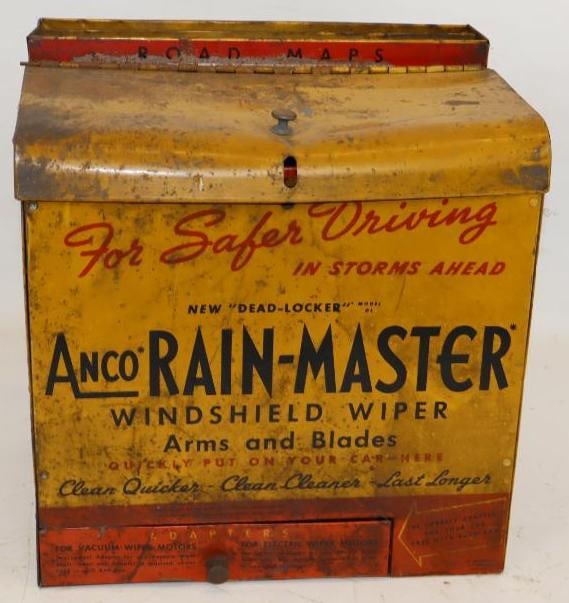 ROAD MAPS
For Safer Driving
IN STORMS AHEAD
NEW "DEAD-LOCKER" MODEL
ANCO* RAIN-MASTER*
WINDSHIELD WIPER
Arms and Blades
QUICKLY PUT ON YOUR CAR HERE
Clean Quicker - Clean Cleaner - Last Longer
ADAPTERS
FOR VACUUM WIPER MOTORS FOR ELECTRIC WIPER MOTORS